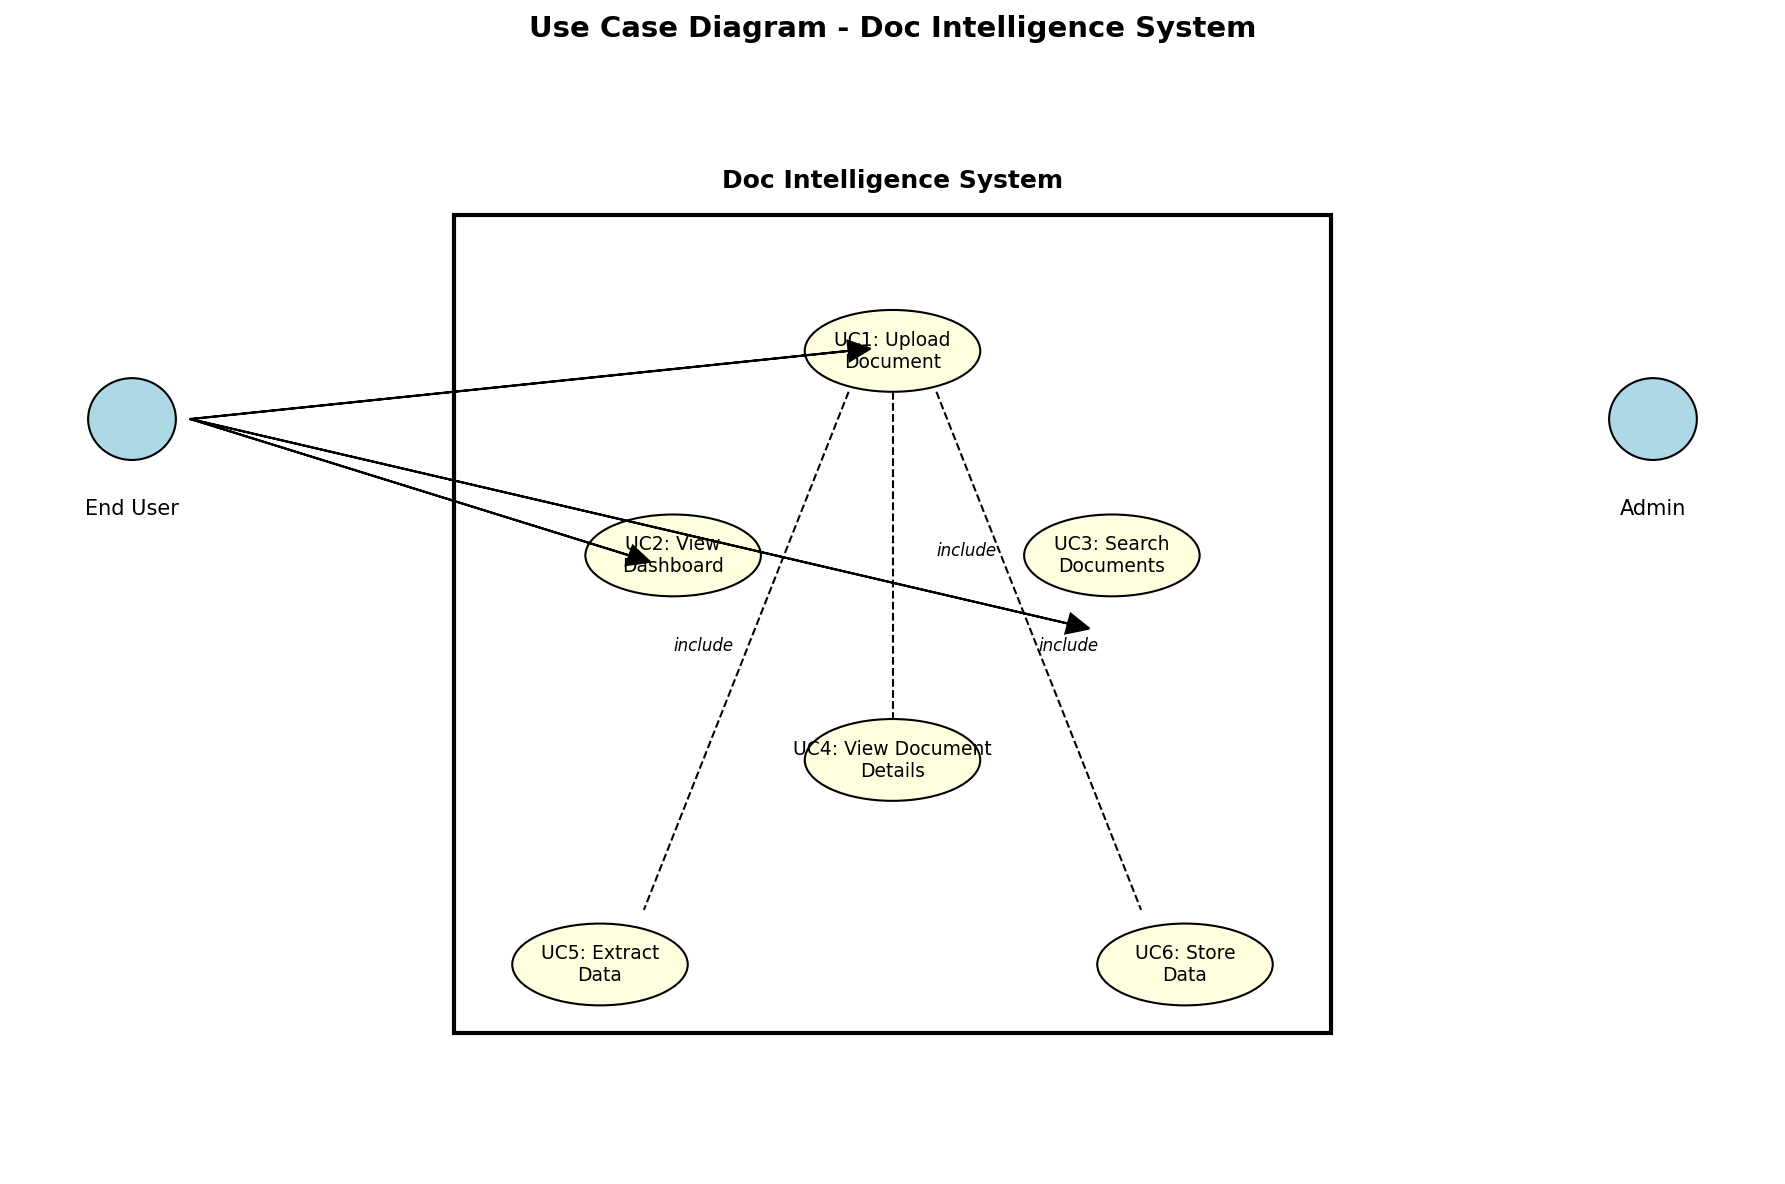 Use Case Diagram - Doc Intelligence System
Doc Intelligence System
UC1: Upload
Document
End User
Admin
UC2: View
Dashboard
include
UC3: Search
Documents
include
include
UC4: View Document
Details
UC5: Extract
Data
UC6: Store
Data